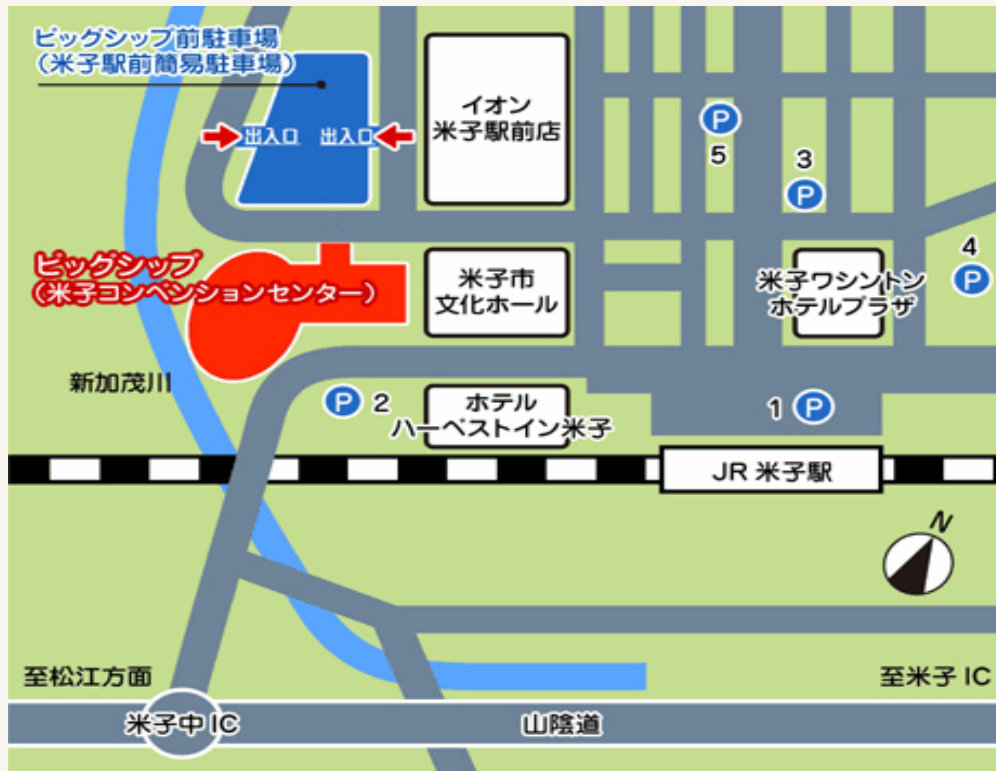 ビッグシップ前駐車場
(米子駅前簡易駐車場)
出入口 出入口
イオン
米子駅前店
P
5
3
P
4
P
ビッグシップ
(米子コンベンションセンター)
米子市
文化ホール
米子ワシントン
ホテルプラザ
新加茂川
P 2
ホテル
ハーベストイン米子
1 P
JR 米子駅
N
至松江方面
至米子 IC
米子中 IC
山陰道